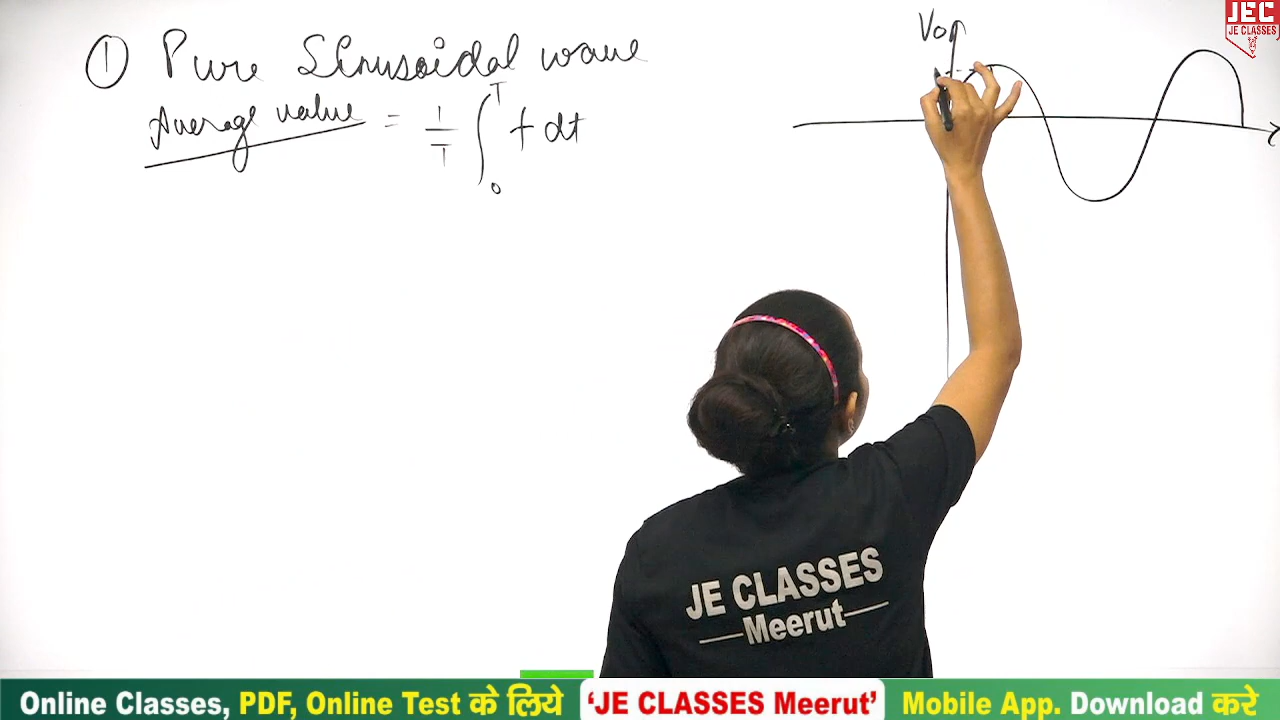 ① Pure Sinusoidal wave
Average value = 1/T ∫₀ᵀ f dt
Vo
JEC
JE CLASSES
JE CLASSES
Meerut
Online Classes, PDF, Online Test के लिये 'JE CLASSES Meerut' Mobile App. Download करे